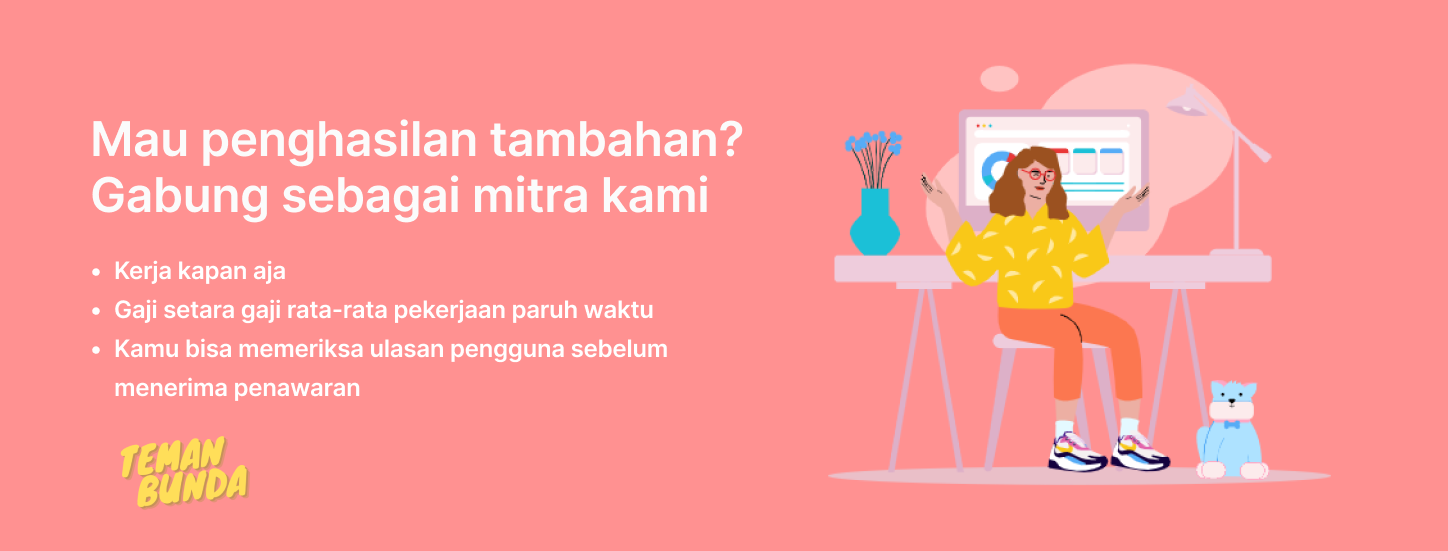 Mau penghasilan tambahan?
Gabung sebagai mitra kami
• Kerja kapan aja
• Gaji setara gaji rata-rata pekerjaan paruh waktu
• Kamu bisa memeriksa ulasan pengguna sebelum
menerima penawaran
TEMAN
BUNDA